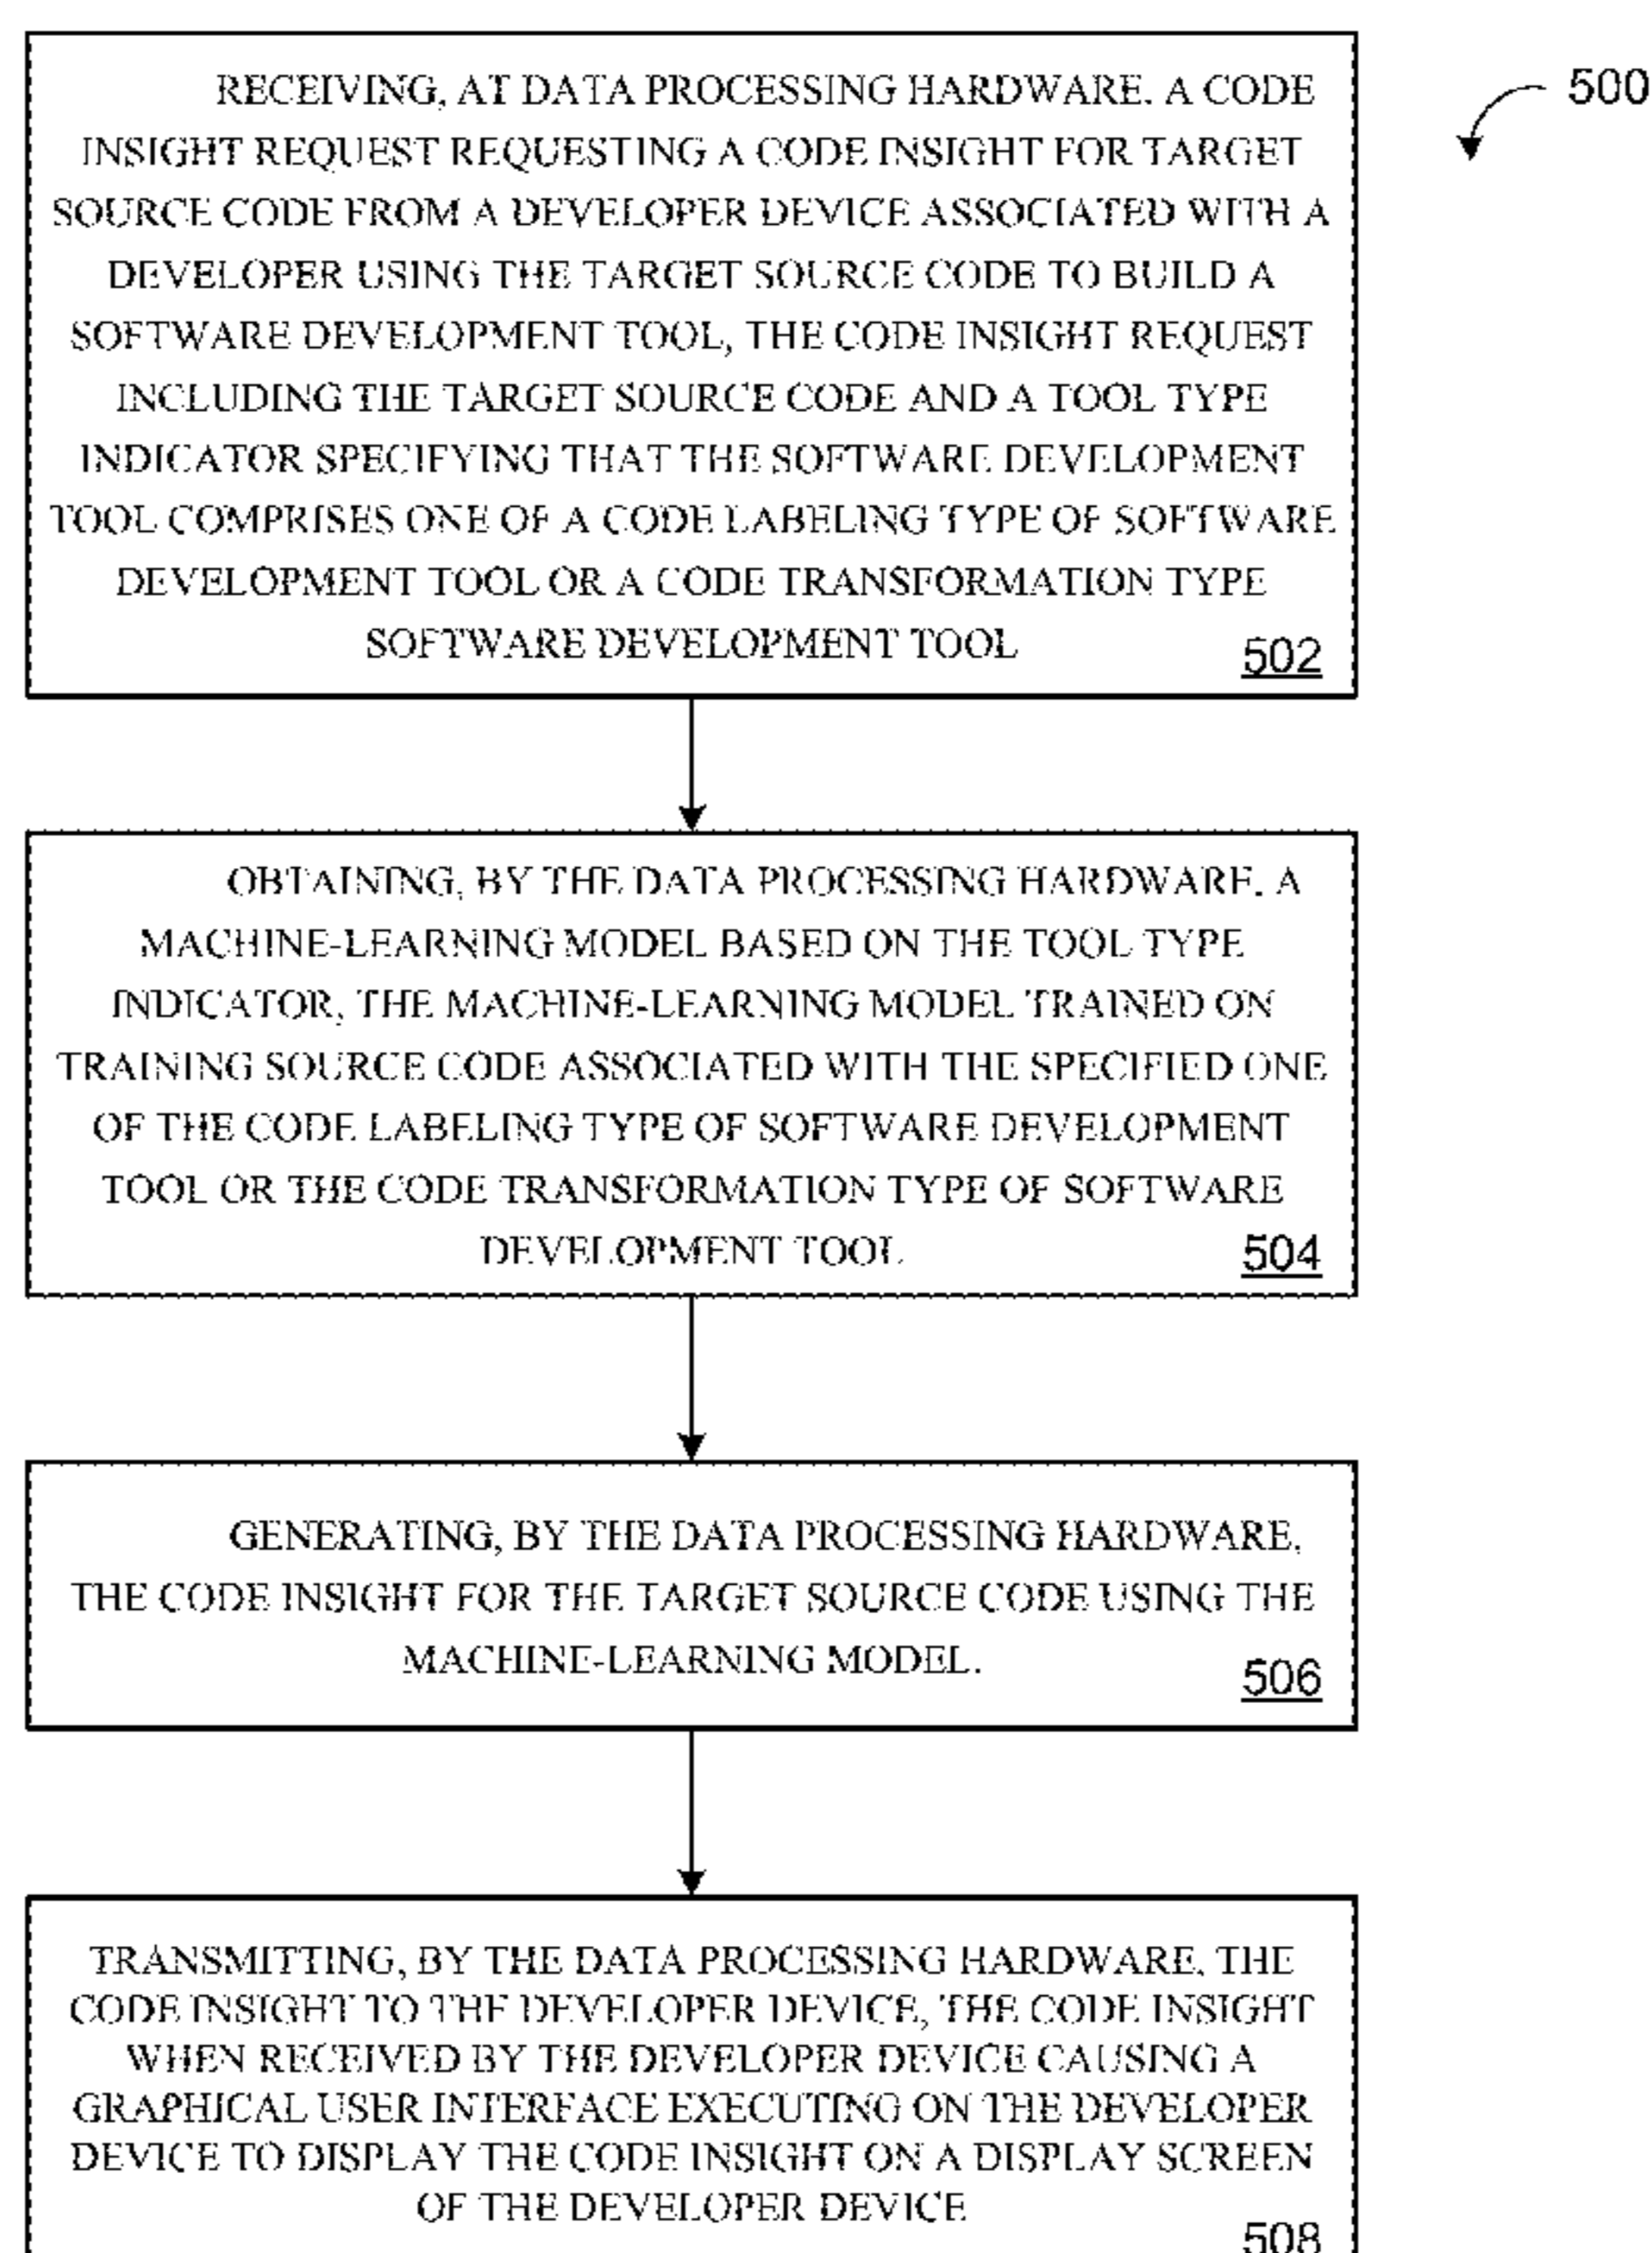 500
RECEIVING, AT DATA PROCESSING HARDWARE, A CODE
INSIGHT REQUEST REQUESTING A CODE INSIGHT FOR TARGET
SOURCE CODE FROM A DEVELOPER DEVICE ASSOCIATED WITH A
DEVELOPER USING THE TARGET SOURCE CODE TO BUILD A
SOFTWARE DEVELOPMENT TOOL, THE CODE INSIGHT REQUEST
INCLUDING THE TARGET SOURCE CODE AND A TOOL TYPE
INDICATOR SPECIFYING THAT THE SOFTWARE DEVELOPMENT
TOOL COMPRISES ONE OF A CODE LABELING TYPE OF SOFTWARE
DEVELOPMENT TOOL OR A CODE TRANSFORMATION TYPE
SOFTWARE DEVELOPMENT TOOL
502
OBTAINING, BY THE DATA PROCESSING HARDWARE, A
MACHINE-LEARNING MODEL BASED ON THE TOOL TYPE
INDICATOR, THE MACHINE-LEARNING MODEL TRAINED ON
TRAINING SOURCE CODE ASSOCIATED WITH THE SPECIFIED ONE
OF THE CODE LABELING TYPE OF SOFTWARE DEVELOPMENT
TOOL OR THE CODE TRANSFORMATION TYPE OF SOFTWARE
DEVELOPMENT TOOL
504
GENERATING, BY THE DATA PROCESSING HARDWARE,
THE CODE INSIGHT FOR THE TARGET SOURCE CODE USING THE
MACHINE-LEARNING MODEL.
506
TRANSMITTING, BY THE DATA PROCESSING HARDWARE, THE
CODE INSIGHT TO THE DEVELOPER DEVICE, THE CODE INSIGHT
WHEN RECEIVED BY THE DEVELOPER DEVICE CAUSING A
GRAPHICAL USER INTERFACE EXECUTING ON THE DEVELOPER
DEVICE TO DISPLAY THE CODE INSIGHT ON A DISPLAY SCREEN
OF THE DEVELOPER DEVICE
508